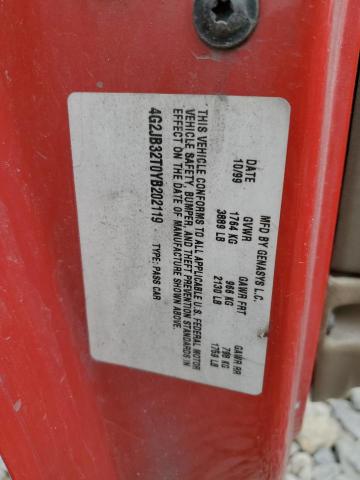 MFD BY GENASYS L.C.
DATE GVWR GAWR FRT GAWR RR
10/99 1764 KG 966 KG 798 KG
3889 LB 2130 LB 1759 LB
THIS VEHICLE CONFORMS TO ALL APPLICABLE U.S. FEDERAL MOTOR
VEHICLE SAFETY, BUMPER, AND THEFT PREVENTION STANDARDS IN
EFFECT ON THE DATE OF MANUFACTURE SHOWN ABOVE.
4G2JB32T0YB202119 TYPE: PASS CAR